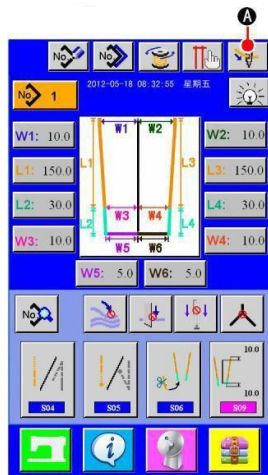 A
No. No.
No. 1
2012-05-18 08:32:55 星期五
W1: 10.0
W1 W2
W2: 10.0
L1: 150.0
L1 L3
L3: 150.0
L2: 30.0
L2 W3 W4 L4
L4: 30.0
W3: 10.0
W5 W6
W4: 10.0
W5: 5.0 W6: 5.0
No.
10.0
10.0
S04 S05 S06 S09